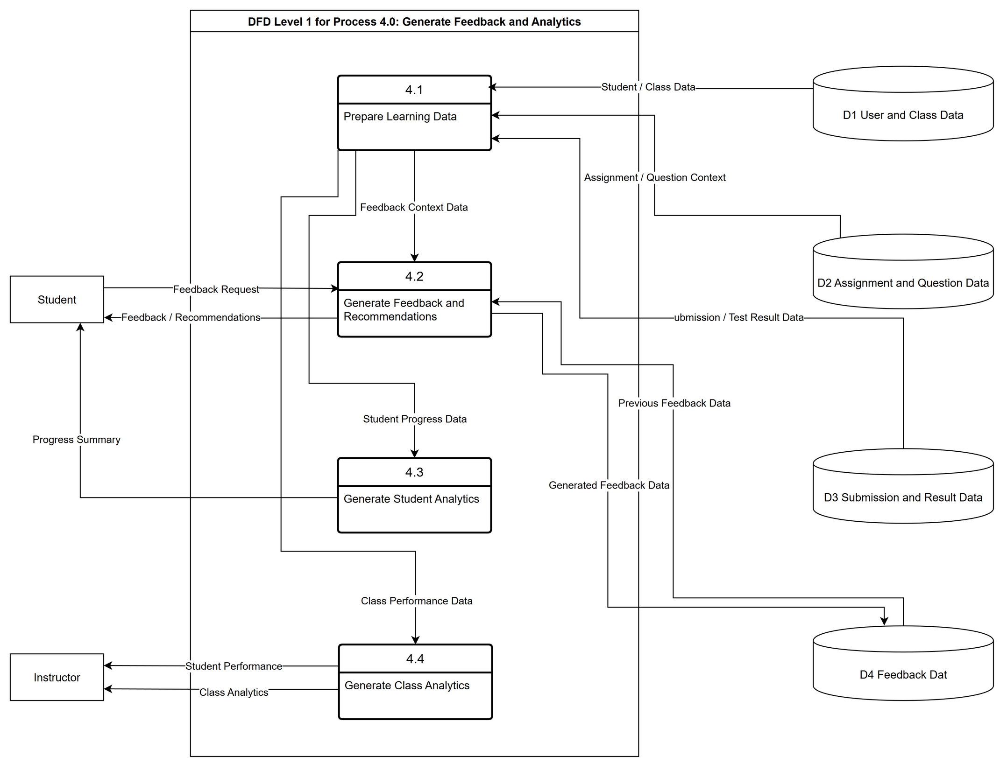 DFD Level 1 for Process 4.0: Generate Feedback and Analytics
4.1
Prepare Learning Data
Student / Class Data
D1 User and Class Data
Assignment / Question Context
Feedback Context Data
4.2
Generate Feedback and
Recommendations
Student
Feedback Request
Feedback / Recommendations
D2 Assignment and Question Data
ubmission / Test Result Data
Previous Feedback Data
Student Progress Data
Progress Summary
4.3
Generate Student Analytics
Generated Feedback Data
D3 Submission and Result Data
Class Performance Data
4.4
Generate Class Analytics
Instructor
Student Performance
Class Analytics
D4 Feedback Dat